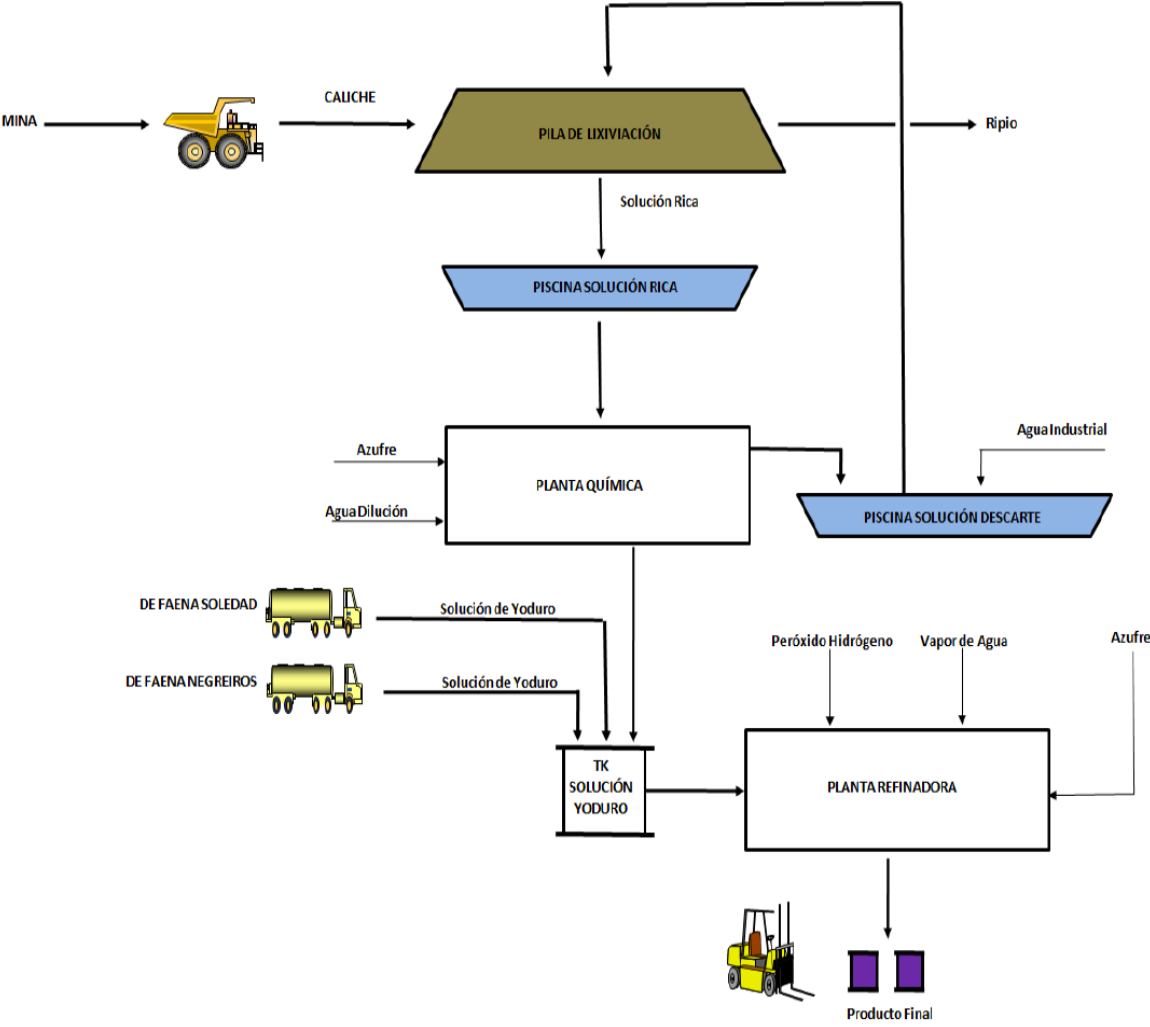 CALICHE
MINA
PILA DE LIXIVIACIÓN
Ripio
Solución Rica
PISCINA SOLUCIÓN RICA
Agua Industrial
Azufre
PLANTA QUÍMICA
Agua Dilución
PISCINA SOLUCIÓN DESCARTE
DE FAENA SOLEDAD
Solución de Yoduro
DE FAENA NEGREIROS
Solución de Yoduro
Peróxido Hidrógeno
Vapor de Agua
Azufre
TK
SOLUCIÓN
YODURO
PLANTA REFINADORA
Producto Final